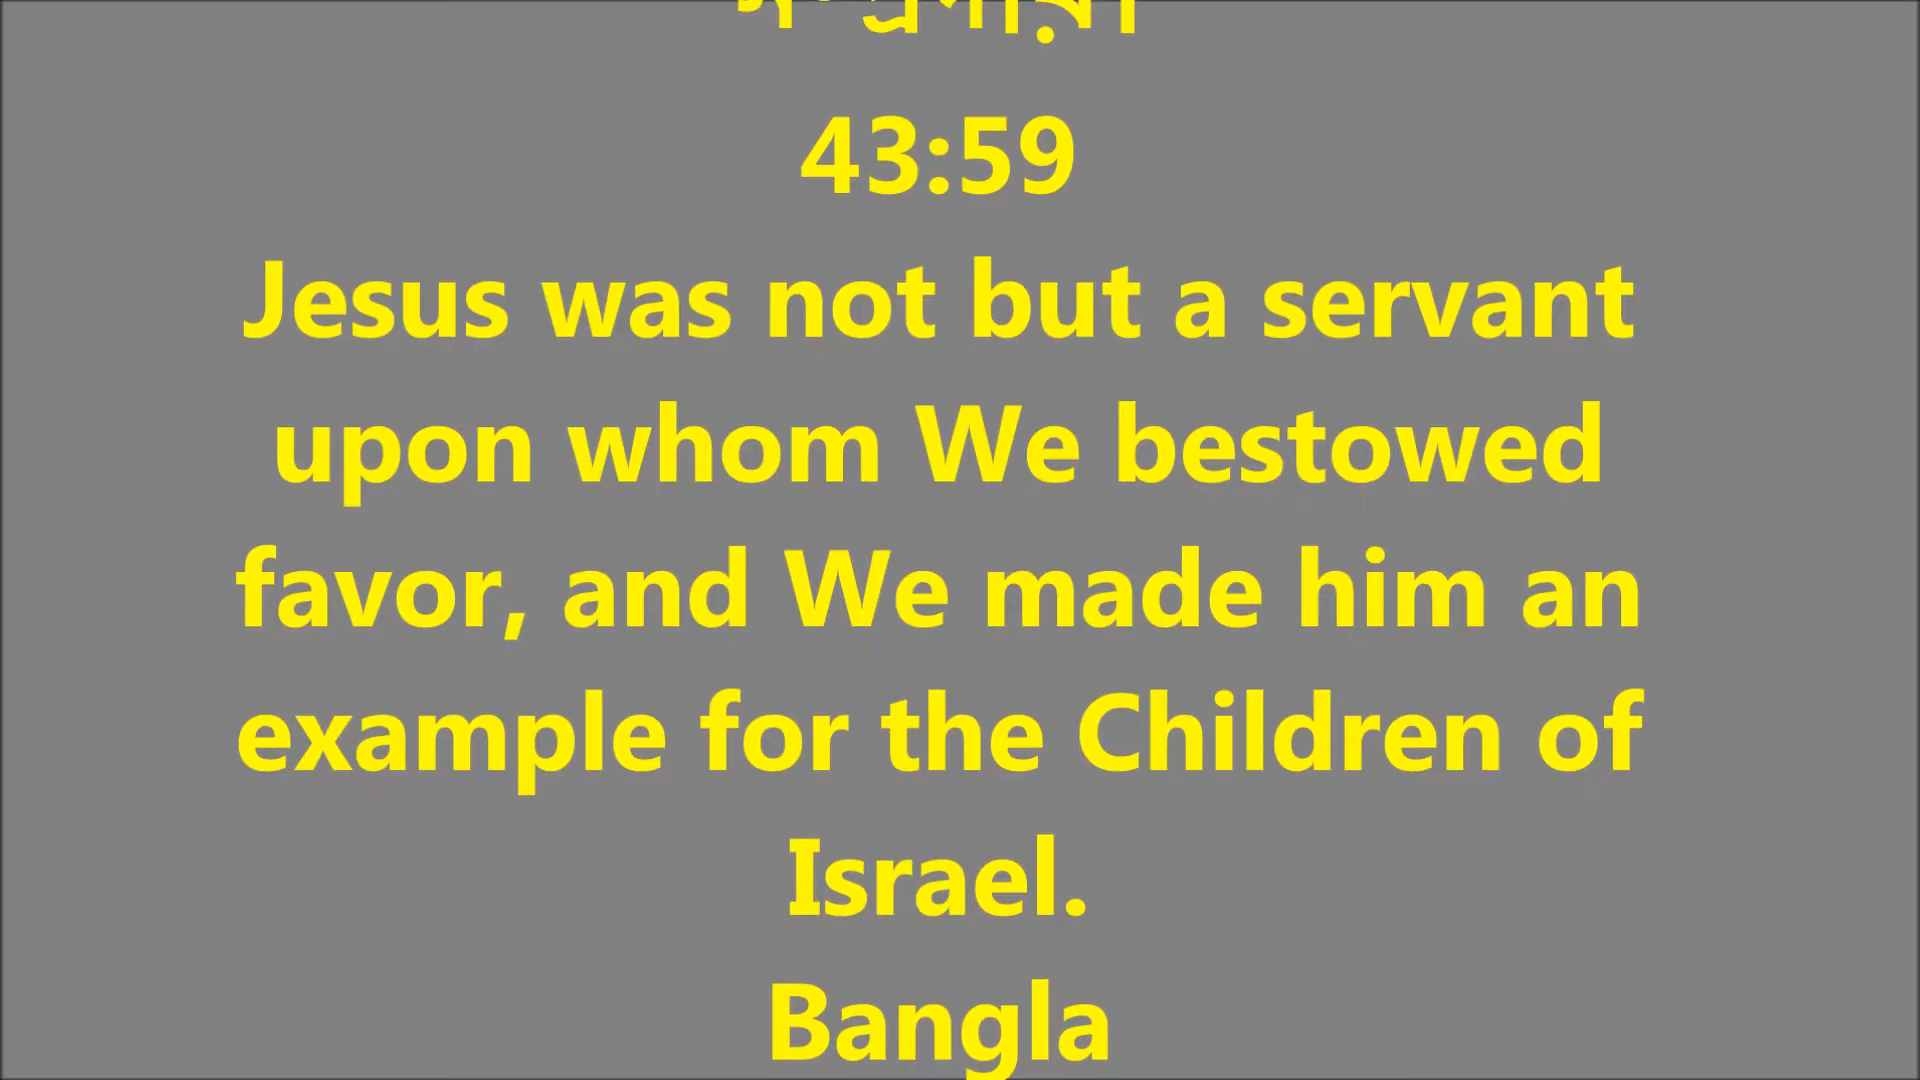 43:59
Jesus was not but a servant
upon whom We bestowed
favor, and We made him an
example for the Children of
Israel.
Bangla